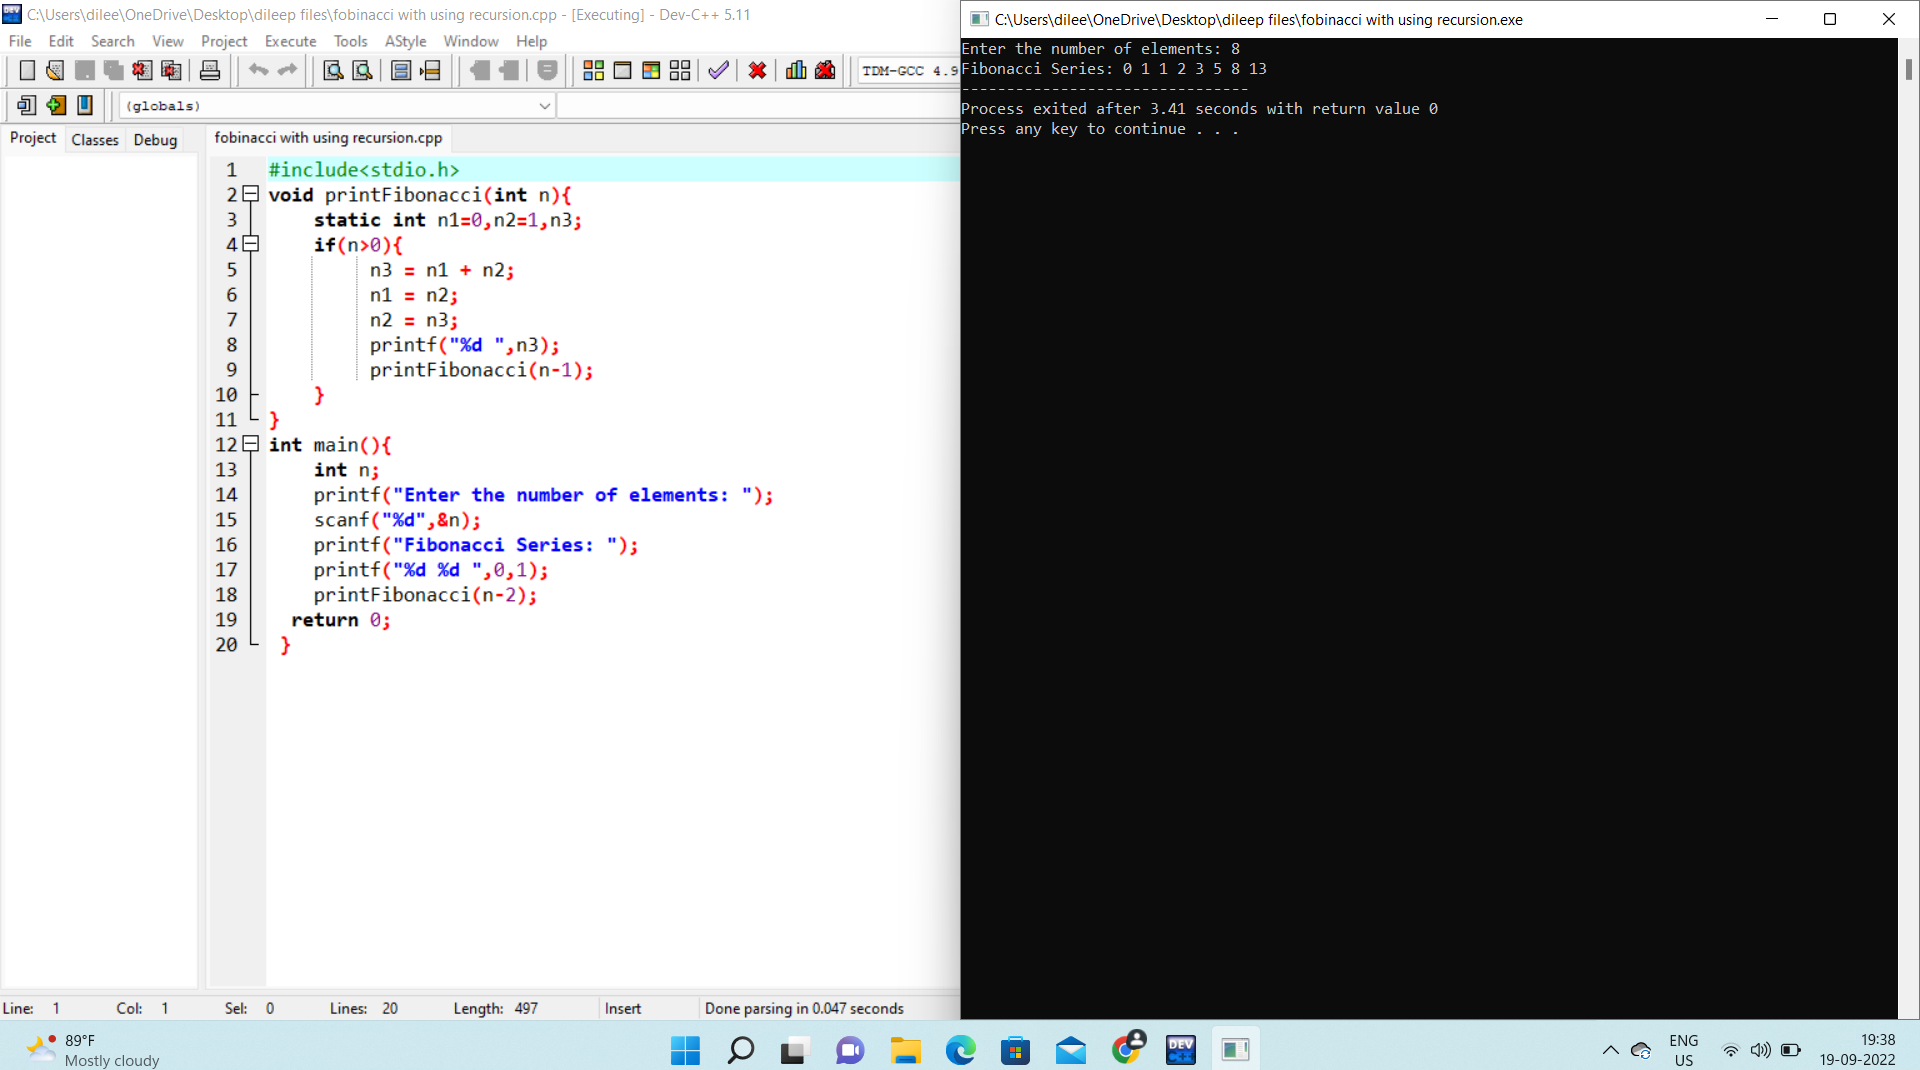 C:\Users\dilee\OneDrive\Desktop\dileep files\fobinacci with using recursion.cpp - [Executing] - Dev-C++ 5.11
File Edit Search View Project Execute Tools AStyle Window Help
TDM-GCC 4.9
(globals)
Project Classes Debug
fobinacci with using recursion.cpp
1 #include<stdio.h>
2 void printFibonacci(int n){
3 static int n1=0,n2=1,n3;
4 if(n>0){
5 n3 = n1 + n2;
6 n1 = n2;
7 n2 = n3;
8 printf("%d ",n3);
9 printFibonacci(n-1);
10 }
11 }
12 int main(){
13 int n;
14 printf("Enter the number of elements: ");
15 scanf("%d",&n);
16 printf("Fibonacci Series: ");
17 printf("%d %d ",0,1);
18 printFibonacci(n-2);
19 return 0;
20 }
Line: 1 Col: 1 Sel: 0 Lines: 20 Length: 497 Insert Done parsing in 0.047 seconds
C:\Users\dilee\OneDrive\Desktop\dileep files\fobinacci with using recursion.exe
Enter the number of elements: 8
Fibonacci Series: 0 1 1 2 3 5 8 13
--------------------------------
Process exited after 3.41 seconds with return value 0
Press any key to continue . . .
89°F
Mostly cloudy
DEV
C++
ENG
US
19:38
19-09-2022